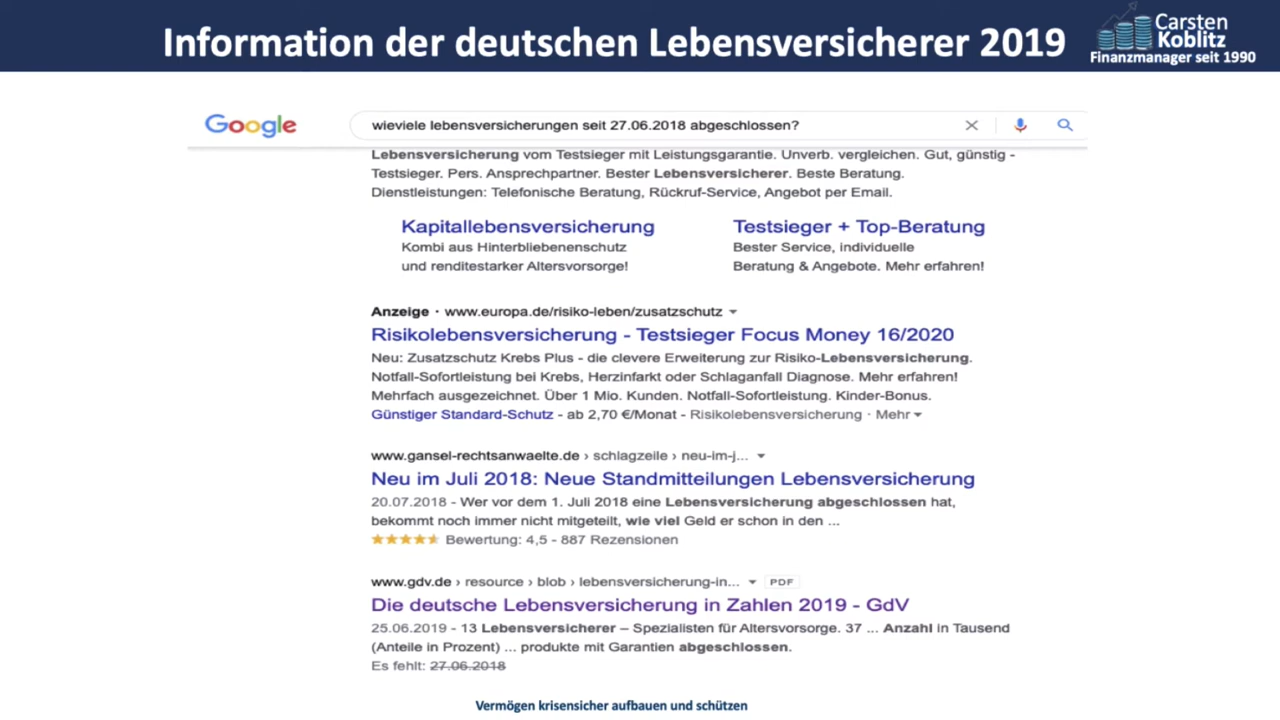 Information der deutschen Lebensversicherer 2019
Carsten
Koblitz
Finanzmanager seit 1990
Google
wieviele lebensversicherungen seit 27.06.2018 abgeschlossen?
Lebensversicherung vom Testsieger mit Leistungsgarantie. Unverb. vergleichen. Gut, günstig -
Testsieger. Pers. Ansprechpartner. Bester Lebensversicherer. Beste Beratung.
Dienstleistungen: Telefonische Beratung, Rückruf-Service, Angebot per Email.
Kapitallebensversicherung
Kombi aus Hinterbliebenenschutz
und renditestarker Altersvorsorge!
Testsieger + Top-Beratung
Bester Service, individuelle
Beratung & Angebote. Mehr erfahren!
Anzeige · www.europa.de/risiko-leben/zusatzschutz
Risikolebensversicherung - Testsieger Focus Money 16/2020
Neu: Zusatzschutz Krebs Plus - die clevere Erweiterung zur Risiko-Lebensversicherung.
Notfall-Sofortleistung bei Krebs, Herzinfarkt oder Schlaganfall Diagnose. Mehr erfahren!
Mehrfach ausgezeichnet. Über 1 Mio. Kunden. Notfall-Sofortleistung. Kinder-Bonus.
Günstiger Standard-Schutz - ab 2,70 €/Monat - Risikolebensversicherung · Mehr
www.gansel-rechtsanwaelte.de › schlagzeile › neu-im-j...
Neu im Juli 2018: Neue Standmitteilungen Lebensversicherung
20.07.2018 - Wer vor dem 1. Juli 2018 eine Lebensversicherung abgeschlossen hat,
bekommt noch immer nicht mitgeteilt, wie viel Geld er schon in den ...
Bewertung: 4,5 - 887 Rezensionen
www.gdv.de › resource › blob › lebensversicherung-in... PDF
Die deutsche Lebensversicherung in Zahlen 2019 - GdV
25.06.2019 - 13 Lebensversicherer – Spezialisten für Altersvorsorge. 37 ... Anzahl in Tausend
(Anteile in Prozent) ... produkte mit Garantien abgeschlossen.
Es fehlt: 27.06.2018
Vermögen krisensicher aufbauen und schützen